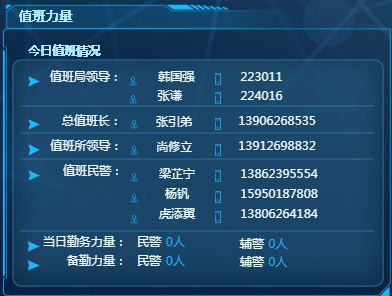 值班力量
今日值班情况
值班局领导： 韩国强 223011
张谦 224016
总值班长： 张引弟 13906268535
值班所领导： 尚修立 13912698832
值班民警： 梁芷宁 13862395554
杨钒 15950187808
虎添翼 13806264184
当日勤务力量： 民警 0人 辅警 0人
备勤力量： 民警 0人 辅警 0人